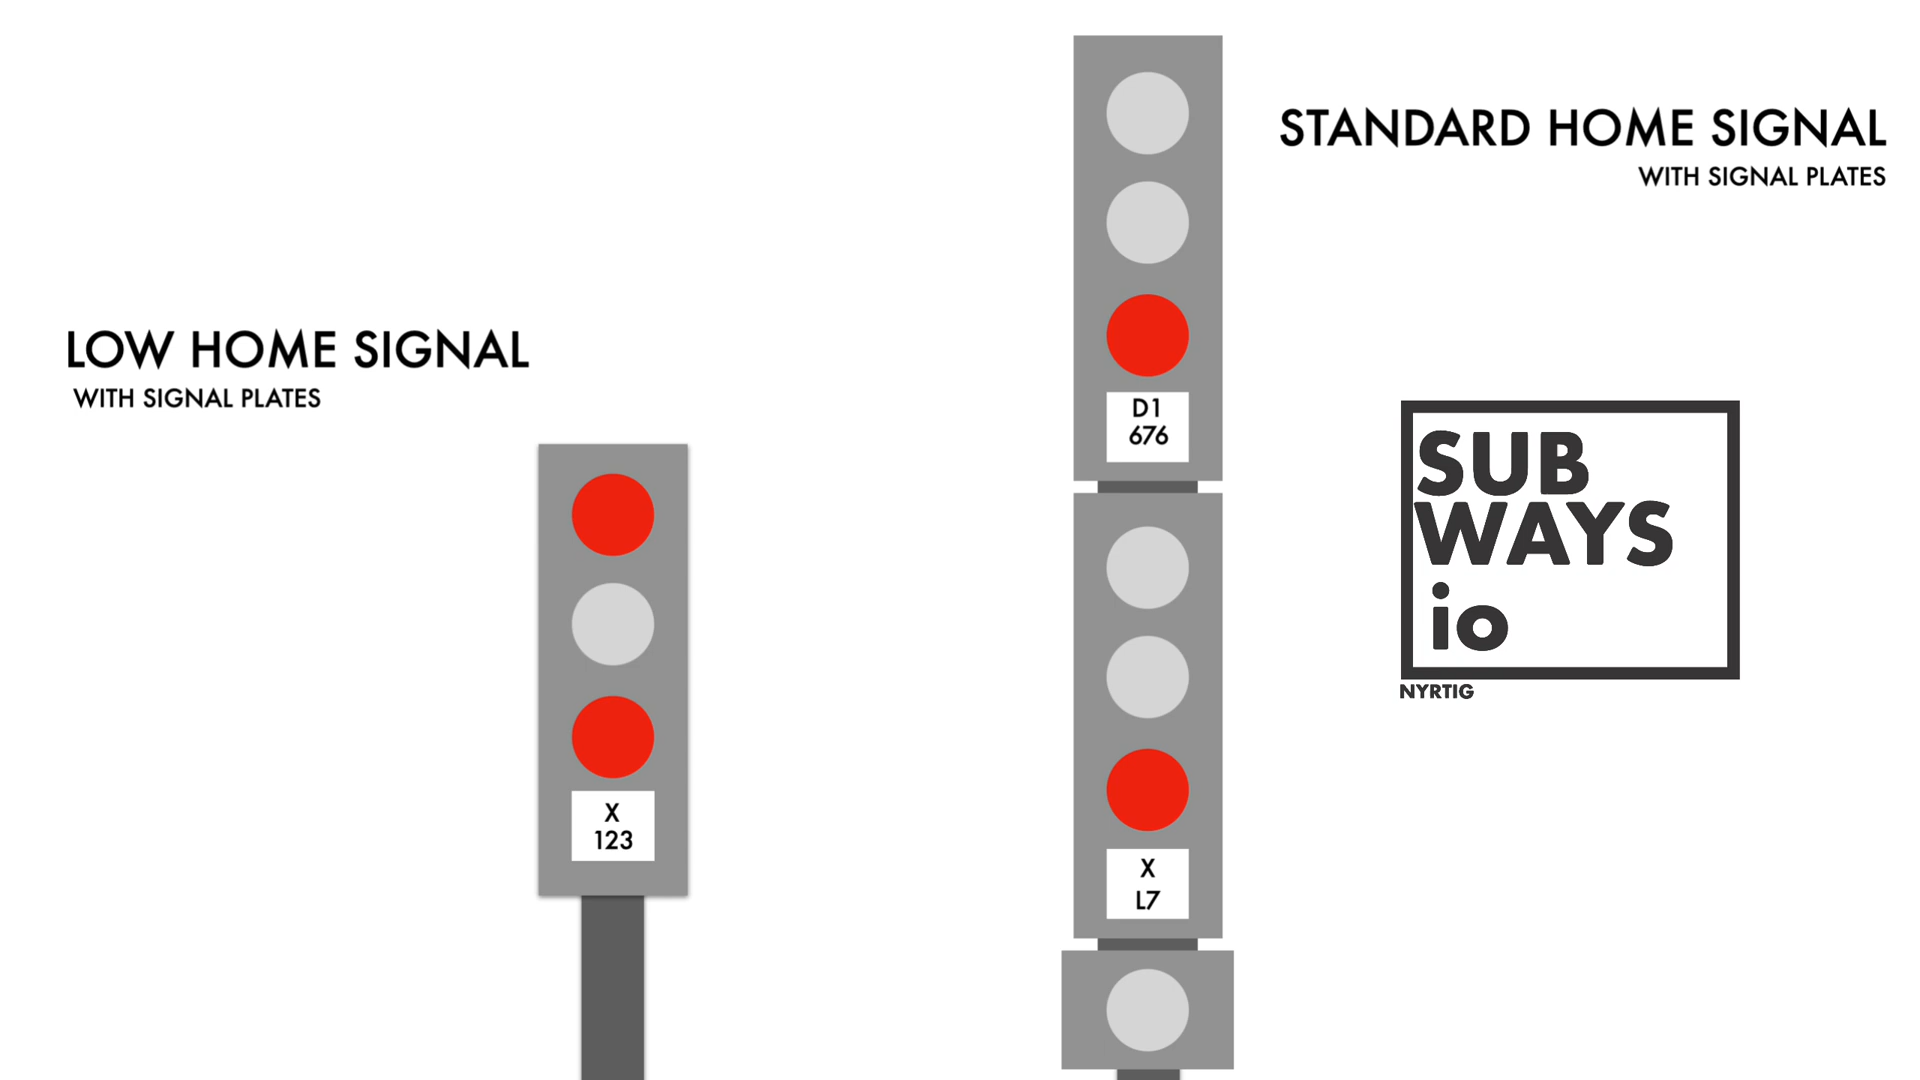 LOW HOME SIGNAL
WITH SIGNAL PLATES
X
123
STANDARD HOME SIGNAL
WITH SIGNAL PLATES
D1
676
X
L7
SUB
WAYS
io
NYRTIG